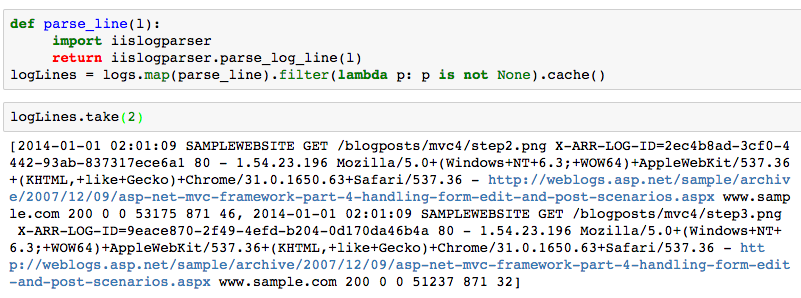 def parse_line(l):
     import iislogparser
     return iislogparser.parse_log_line(l)
logLines = logs.map(parse_line).filter(lambda p: p is not None).cache()
logLines.take(2)
[2014-01-01 02:01:09 SAMPLEWEBSITE GET /blogposts/mvc4/step2.png X-ARR-LOG-ID=2ec4b8ad-3cf0-4
442-93ab-837317ece6a1 80 - 1.54.23.196 Mozilla/5.0+(Windows+NT+6.3;+WOW64)+AppleWebKit/537.36
+(KHTML,+like+Gecko)+Chrome/31.0.1650.63+Safari/537.36 - http://weblogs.asp.net/sample/archiv
e/2007/12/09/asp-net-mvc-framework-part-4-handling-form-edit-and-post-scenarios.aspx www.samp
le.com 200 0 0 53175 871 46, 2014-01-01 02:01:09 SAMPLEWEBSITE GET /blogposts/mvc4/step3.png
 X-ARR-LOG-ID=9eace870-2f49-4efd-b204-0d170da46b4a 80 - 1.54.23.196 Mozilla/5.0+(Windows+NT+
6.3;+WOW64)+AppleWebKit/537.36+(KHTML,+like+Gecko)+Chrome/31.0.1650.63+Safari/537.36 - htt
p://weblogs.asp.net/sample/archive/2007/12/09/asp-net-mvc-framework-part-4-handling-form-edit
-and-post-scenarios.aspx www.sample.com 200 0 0 51237 871 32]